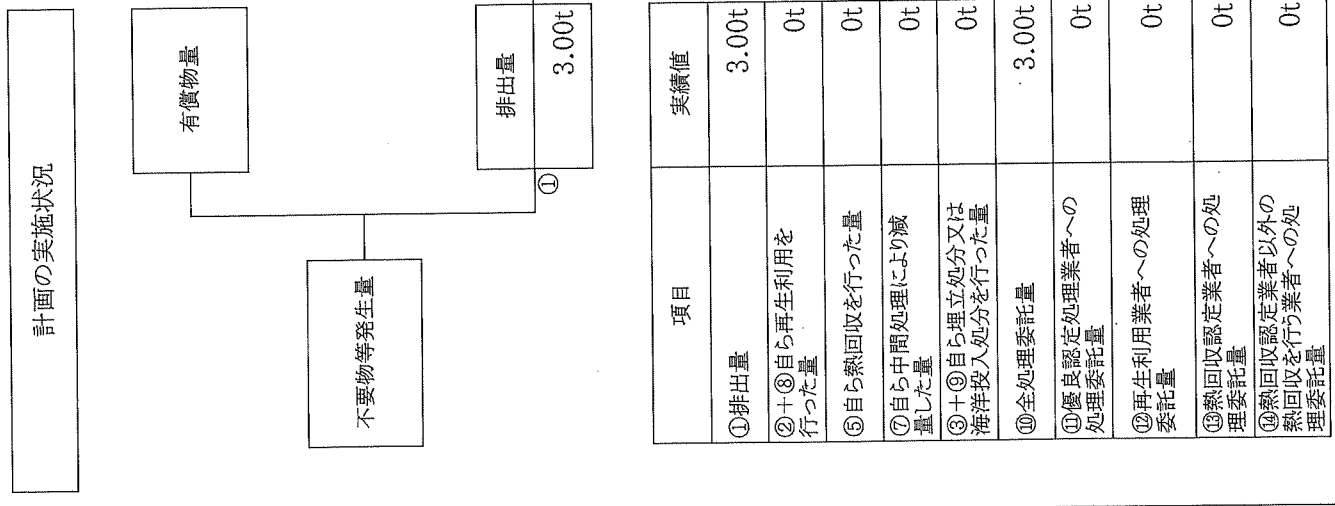 計画の実施状況
不要物等発生量
有償物量
排出量
①
3.00t
項目
実績値
①排出量
3.00t
②+⑧自ら再生利用を
行った量
0t
⑤自ら熱回収を行った量
0t
⑦自ら中間処理により減
量した量
0t
③+⑨自ら埋立処分又は
海洋投入処分を行った量
0t
⑩全処理委託量
3.00t
⑪優良認定処理業者への
処理委託量
0t
⑫再生利用業者への処理
委託量
0t
⑬熱回収認定業者への処
理委託量
0t
⑭熱回収認定業者以外の
熱回収を行う業者への処
理委託量
0t